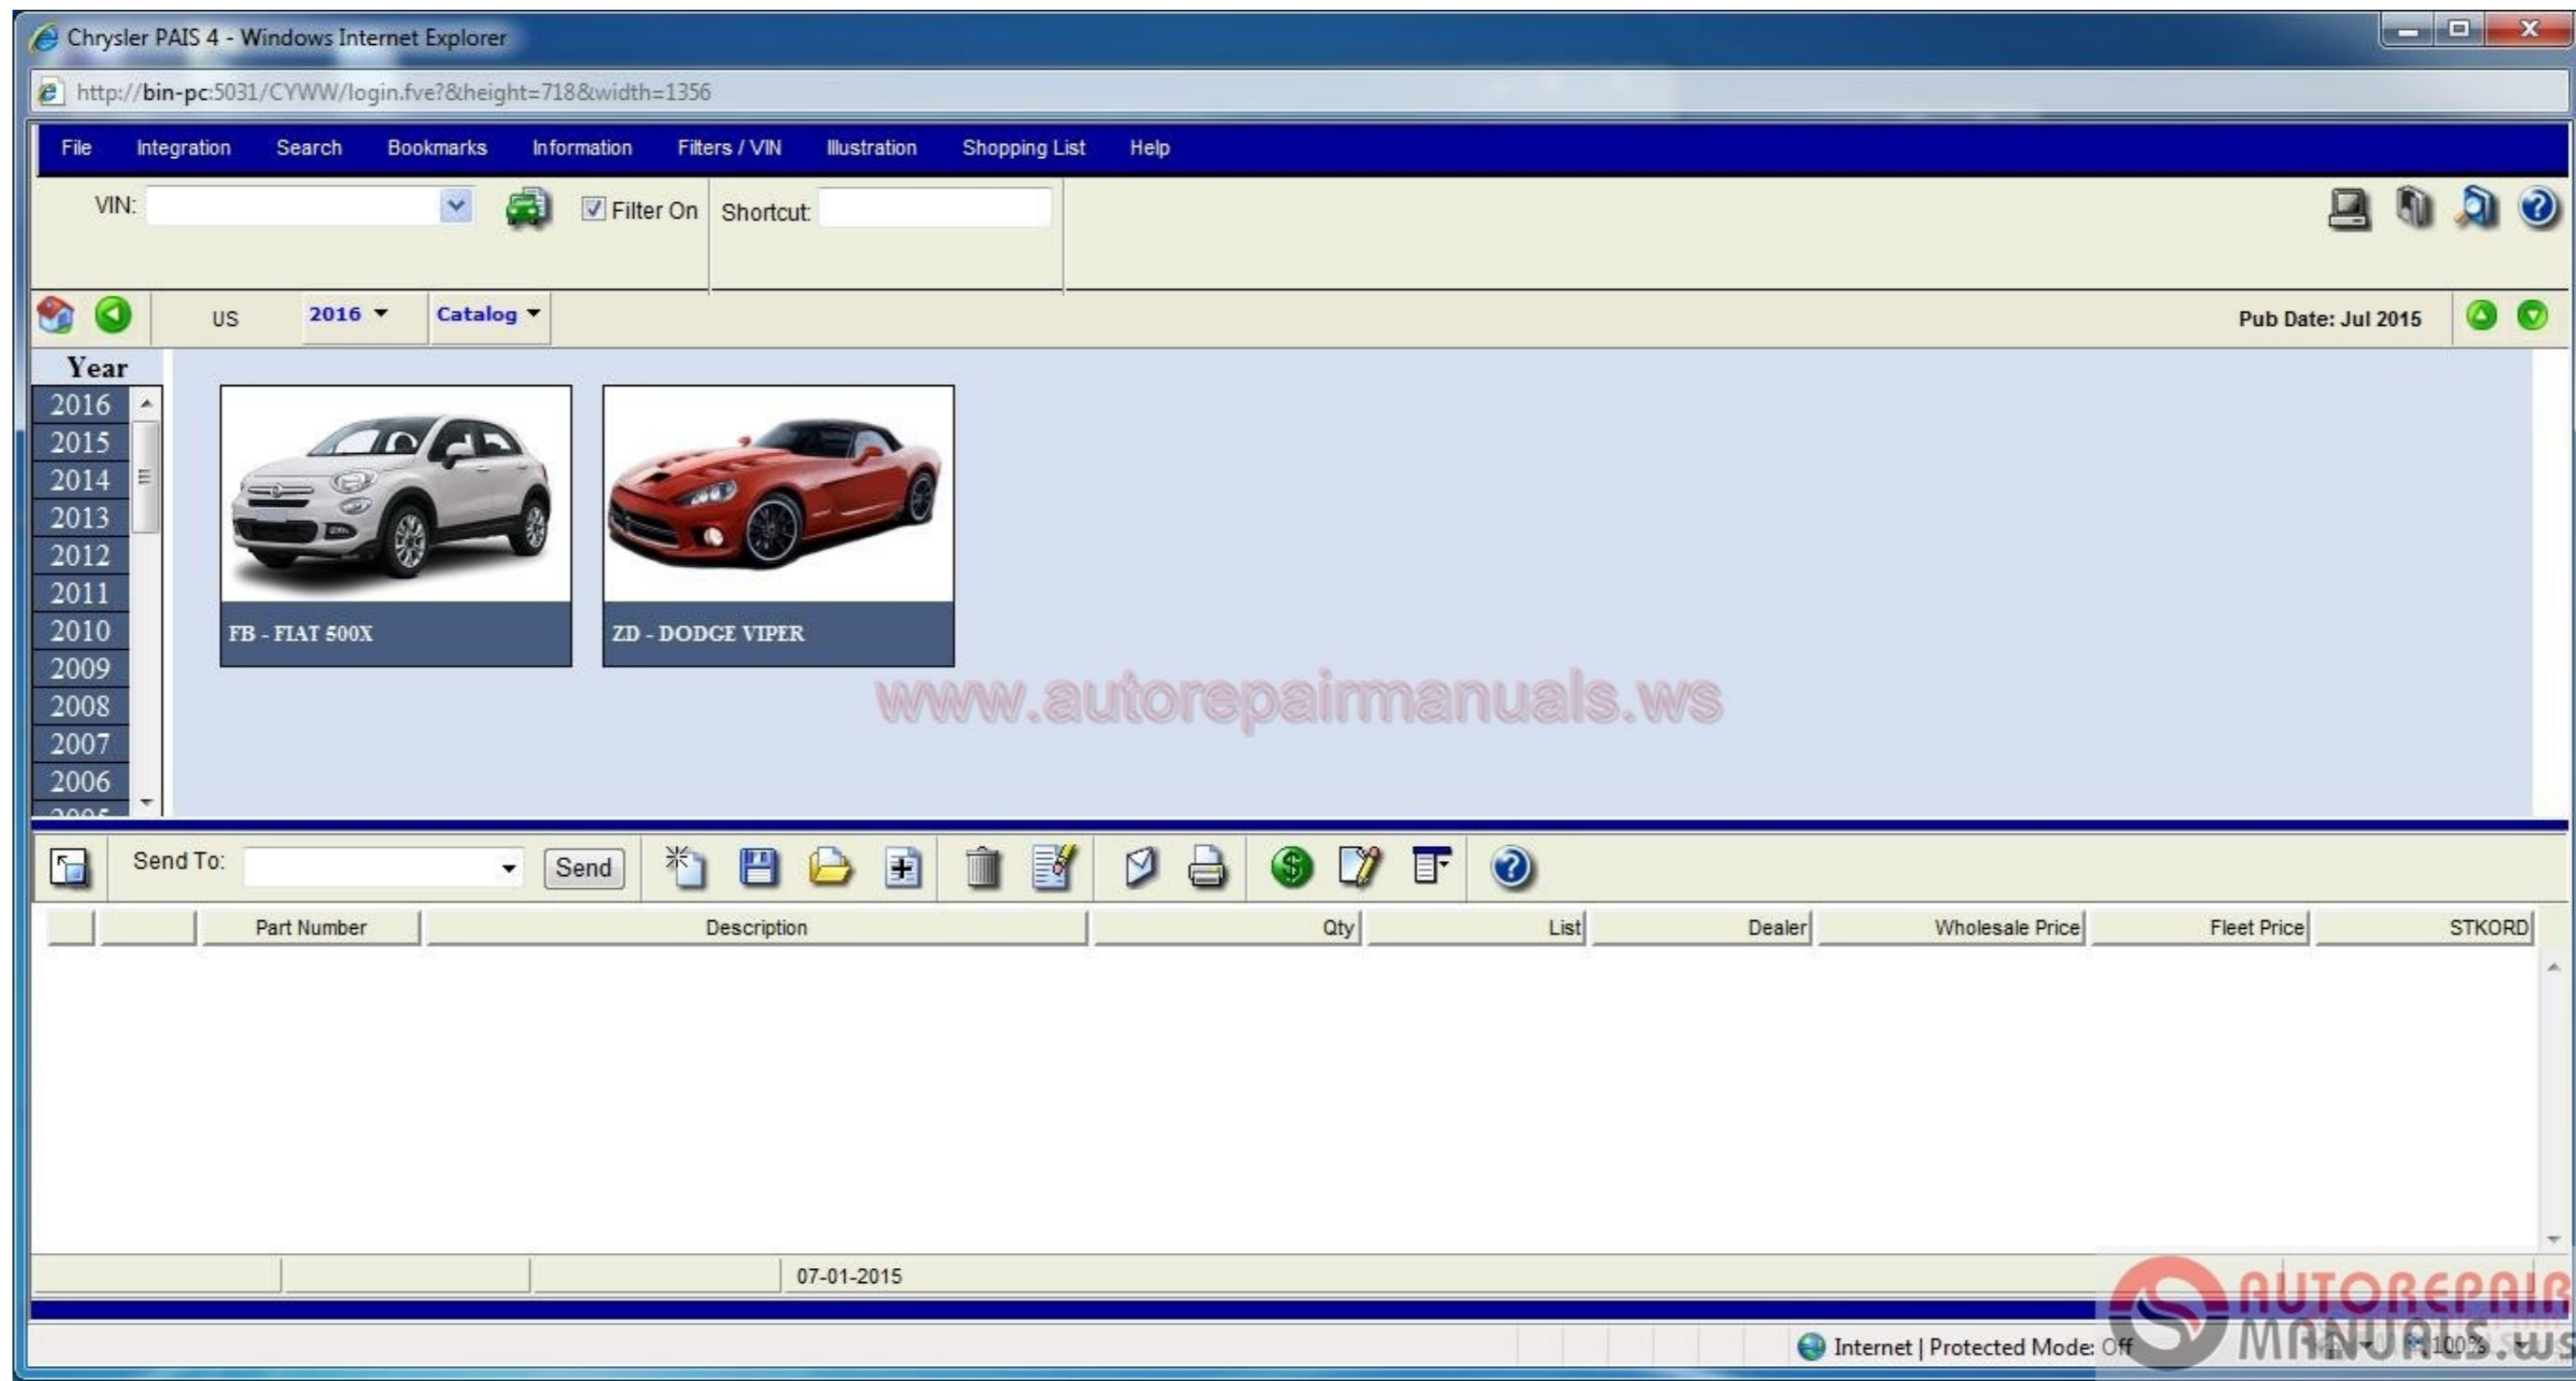 Chrysler PAIS 4 - Windows Internet Explorer
http://bin-pc:5031/CYWW/login.fve?&height=718&width=1356
File Integration Search Bookmarks Information Filters / VIN Illustration Shopping List Help
VIN: Filter On Shortcut:
US 2016 Catalog Pub Date: Jul 2015
Year
2016
2015
2014
2013
2012
2011
2010
2009
2008
2007
2006
2005
FB - FIAT 500X
ZD - DODGE VIPER
www.autorepairmanuals.ws
Send To: Send
Part Number Description Qty List Dealer Wholesale Price Fleet Price STKORD
07-01-2015
Internet | Protected Mode: Off 100%
AUTOREPAIR
MANUALS.WS